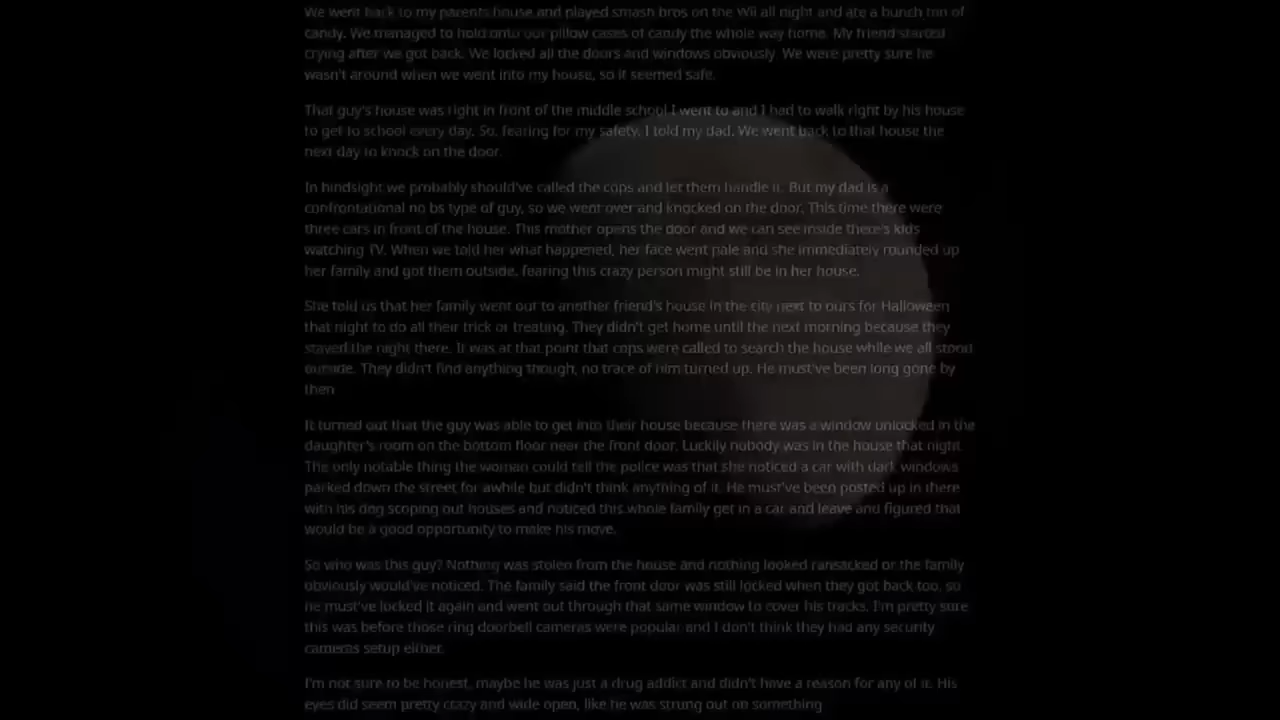 We went back to my parents house and played smash bros on the Wii all night and ate a bunch ton of
candy. We managed to hold onto our pillow cases of candy the whole way home. My friend started
crying after we got back. We locked all the doors and windows obviously. We were pretty sure he
wasn't around when we went into my house, so it seemed safe.
That guy's house was right in front of the middle school I went to and I had to walk right by his house
to get to school every day. So, fearing for my safety, I told my dad. We went back to that house the
next day to knock on the door.
In hindsight we probably should've called the cops and let them handle it. But my dad is a
confrontational no bs type of guy, so we went over and knocked on the door. This time there were
three cars in front of the house. This mother opens the door and we can see inside there's kids
watching TV. When we told her what happened, her face went pale and she immediately rounded up
her family and got them outside, fearing this crazy person might still be in her house.
She told us that her family went out to another friend's house in the city next to ours for Halloween
that night to do all their trick or treating. They didn't get home until the next morning because they
stayed the night there. It was at that point that cops were called to search the house while we all stood
outside. They didn't find anything though, no trace of him turned up. He must've been long gone by
then
It turned out that the guy was able to get into their house because there was a window unlocked in the
daughter's room on the bottom floor near the front door. Luckily nobody was in the house that night.
The only notable thing the woman could tell the police was that she noticed a car with dark windows
parked down the street for awhile but didn't think anything of it. He must've been posted up in there
with his dog scoping out houses and noticed this whole family get in a car and leave and figured that
would be a good opportunity to make his move.
So who was this guy? Nothing was stolen from the house and nothing looked ransacked or the family
obviously would've noticed. The family said the front door was still locked when they got back too, so
he must've locked it again and went out through that same window to cover his tracks. I'm pretty sure
this was before those ring doorbell cameras were popular and I don't think they had any security
cameras setup either.
I'm not sure to be honest, maybe he was just a drug addict and didn't have a reason for any of it. His
eyes did seem pretty crazy and wide open, like he was strung out on something